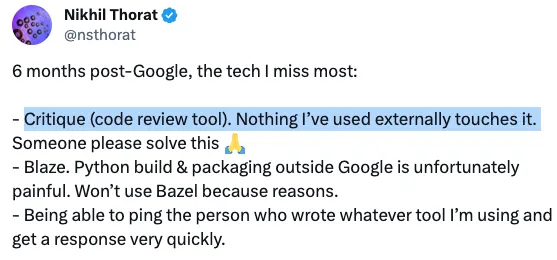 Nikhil Thorat
@nsthorat
6 months post-Google, the tech I miss most:
- Critique (code review tool). Nothing I’ve used externally touches it.
Someone please solve this 🙏
- Blaze. Python build & packaging outside Google is unfortunately
painful. Won’t use Bazel because reasons.
- Being able to ping the person who wrote whatever tool I’m using and
get a response very quickly.